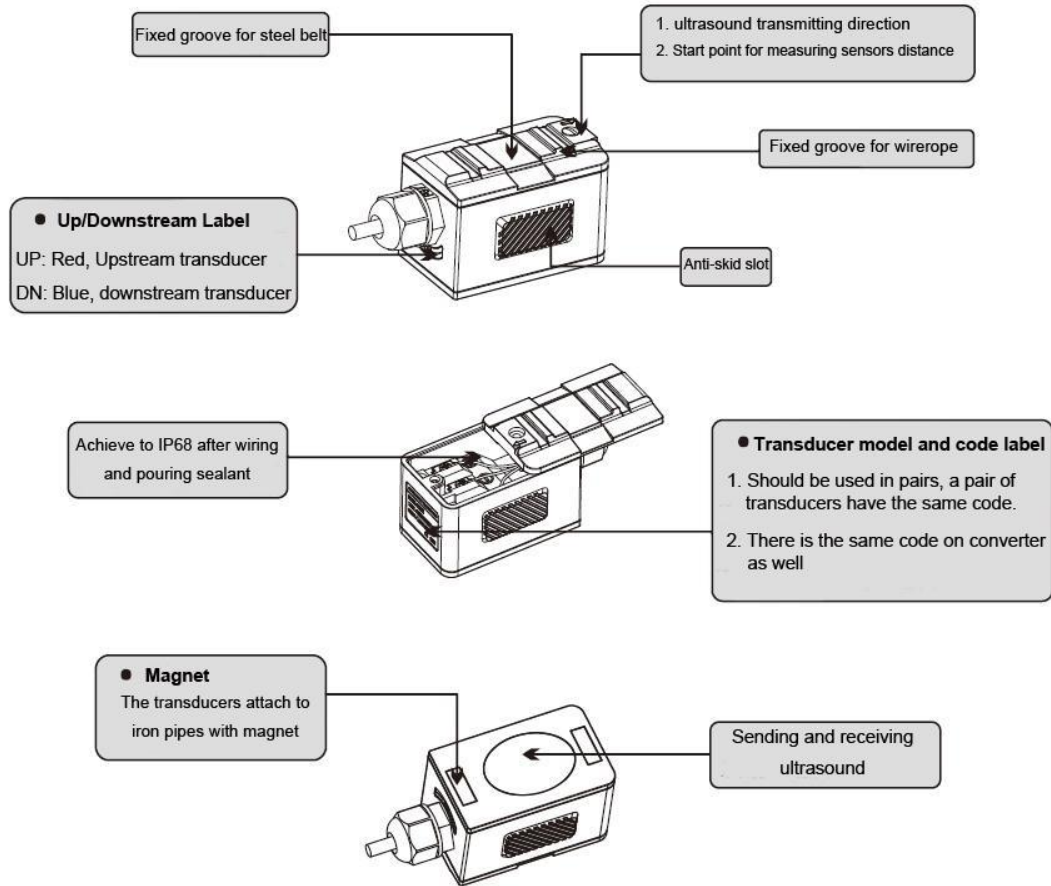 Fixed groove for steel belt
1. ultrasound transmitting direction
2. Start point for measuring sensors distance
Fixed groove for wirerope
● Up/Downstream Label
UP: Red, Upstream transducer
DN: Blue, downstream transducer
Anti-skid slot
Achieve to IP68 after wiring
and pouring sealant
● Transducer model and code label
1. Should be used in pairs, a pair of
transducers have the same code.
2. There is the same code on converter
as well
● Magnet
The transducers attach to
iron pipes with magnet
Sending and receiving
ultrasound